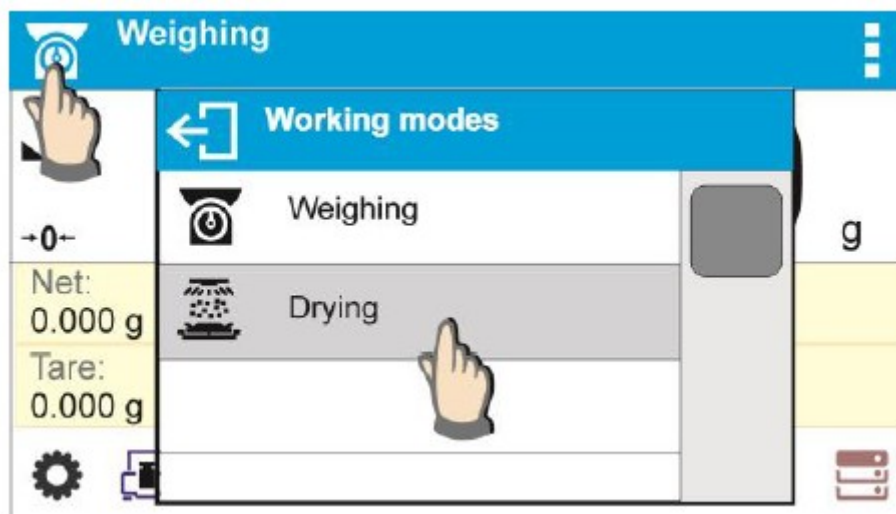 Weighing
Working modes
Weighing
→0←
g
Drying
Net:
0.000 g
Tare:
0.000 g